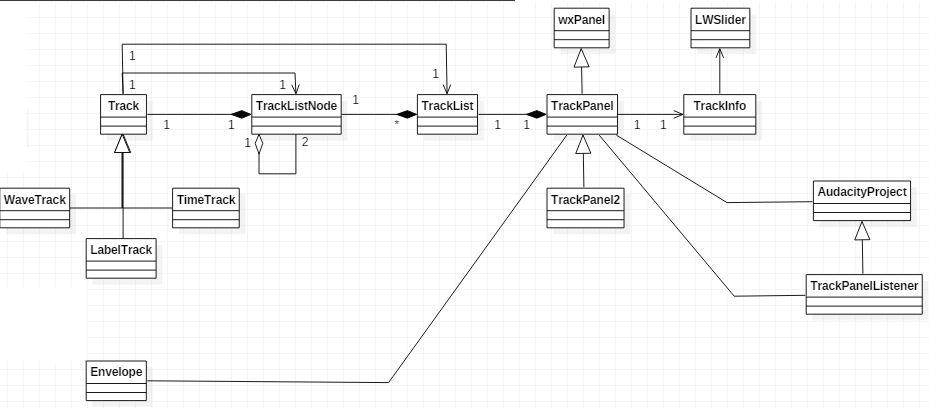 wxPanel
LWSlider
1
1
1
1
Track
TrackListNode
1
TrackList
TrackPanel
TrackInfo
1
1
*
1
1
1
1
1
2
WaveTrack
TimeTrack
TrackPanel2
AudacityProject
LabelTrack
TrackPanelListener
Envelope